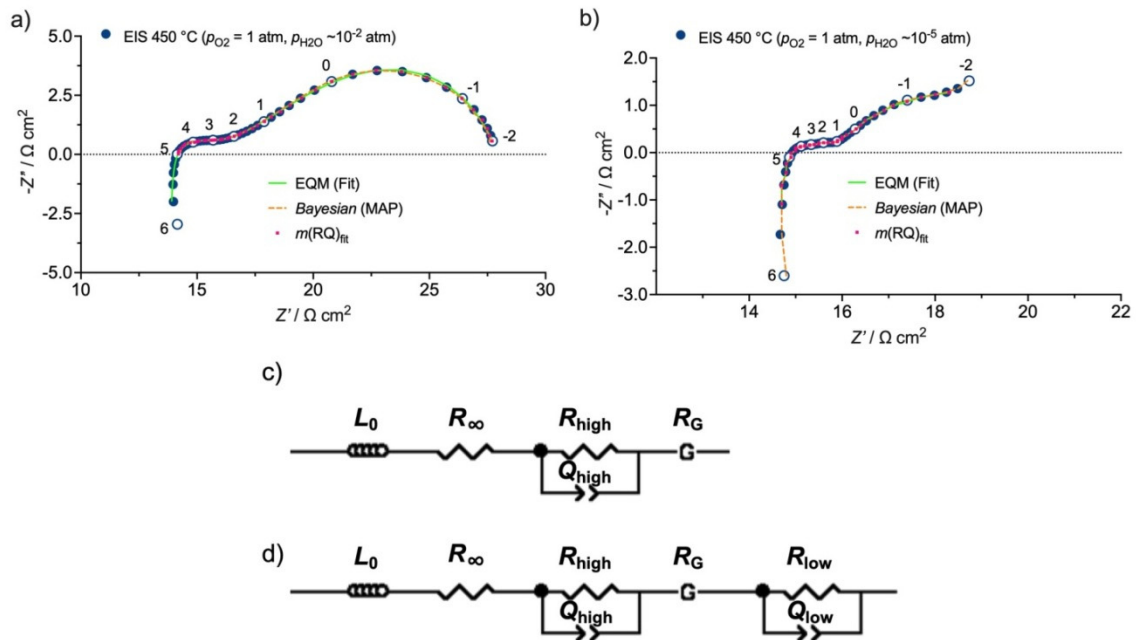 a)
EIS 450 °C (pO2 = 1 atm, pH2O ~10-2 atm)
5.0
2.5
0.0
-2.5
-5.0
-Z″ / Ω cm2
6
5
4
3
2
1
0
-1
-2
EQM (Fit)
Bayesian (MAP)
m(RQ)fit
10
15
20
25
30
Z′ / Ω cm2
b)
EIS 450 °C (pO2 = 1 atm, pH2O ~10-5 atm)
2.0
1.0
0.0
-1.0
-2.0
-3.0
-Z″ / Ω cm2
6
5
4
3
2
1
0
-1
-2
EQM (Fit)
Bayesian (MAP)
m(RQ)fit
14
16
18
20
22
Z′ / Ω cm2
c)
L0 R∞ Rhigh RG
Qhigh
G
d)
L0 R∞ Rhigh RG Rlow
Qhigh
G
Qlow